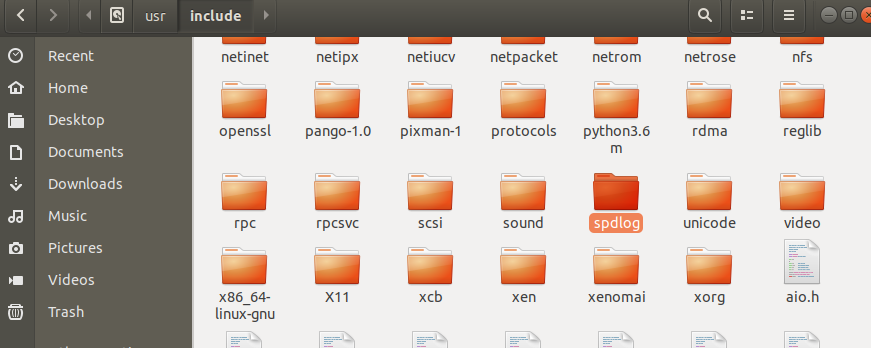 usr
include
Recent
Home
Desktop
Documents
Downloads
Music
Pictures
Videos
Trash
netinet
netipx
netiucv
netpacket
netrom
netrose
nfs
openssl
pango-1.0
pixman-1
protocols
python3.6
m
rdma
reglib
rpc
rpcsvc
scsi
sound
spdlog
unicode
video
x86_64-
linux-gnu
X11
xcb
xen
xenomai
xorg
aio.h